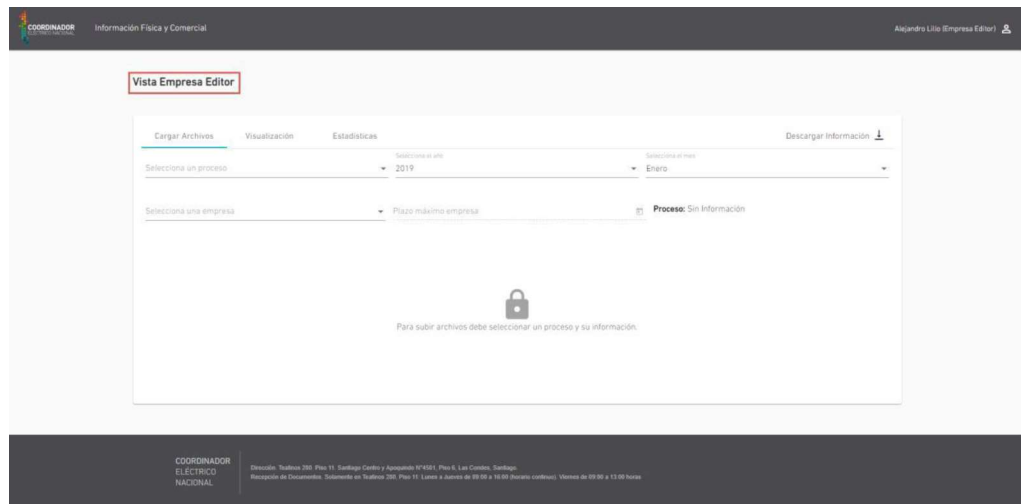 COORDINADOR
ELÉCTRICO NACIONAL
Información Física y Comercial
Alejandro Lillo (Empresa Editor)
Vista Empresa Editor
Cargar Archivos Visualización Estadísticas Descargar Información
Selecciona un proceso
Selecciona el año
2019
Selecciona el mes
Enero
Selecciona una empresa
Plazo máximo empresa
Proceso: Sin Información
Para subir archivos debe seleccionar un proceso y su información.
COORDINADOR
ELÉCTRICO
NACIONAL
Dirección: Teatinos 280, Piso 11, Santiago Centro y Apoquindo N°4501, Piso 6, Las Condes, Santiago.
Recepción de Documentos: Solamente en Teatinos 280, Piso 11. Lunes a Jueves de 09:00 a 16:00 (horario continuo). Viernes de 09:00 a 13:00 horas